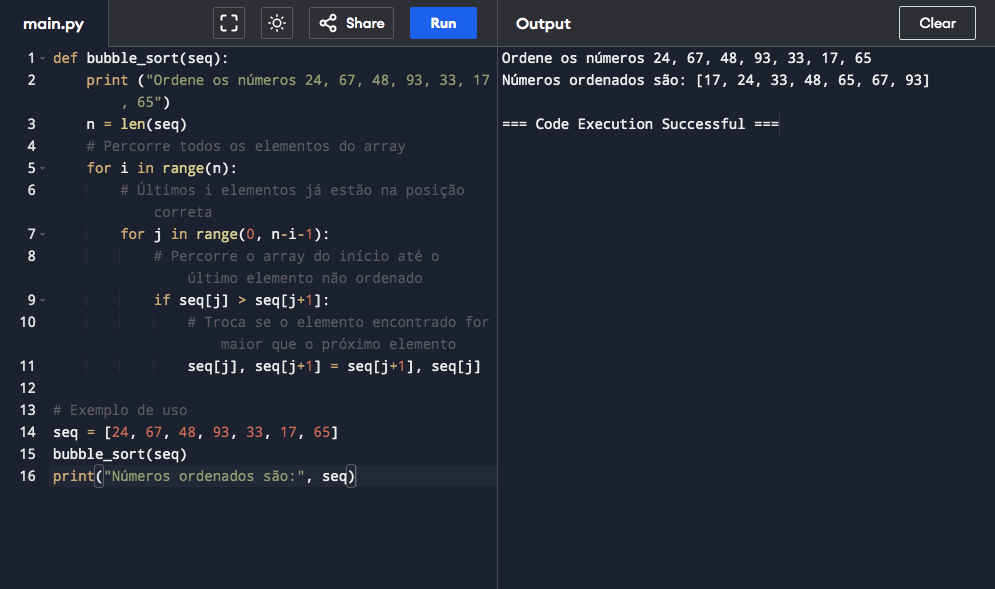 main.py
Share
Run
Output
Clear
1 def bubble_sort(seq):
2 print ("Ordene os números 24, 67, 48, 93, 33, 17
, 65")
3 n = len(seq)
4 # Percorre todos os elementos do array
5 for i in range(n):
6 # Últimos i elementos já estão na posição
correta
7 for j in range(0, n-i-1):
8 # Percorre o array do início até o
último elemento não ordenado
9 if seq[j] > seq[j+1]:
10 # Troca se o elemento encontrado for
maior que o próximo elemento
11 seq[j], seq[j+1] = seq[j+1], seq[j]
12
13 # Exemplo de uso
14 seq = [24, 67, 48, 93, 33, 17, 65]
15 bubble_sort(seq)
16 print("Números ordenados são:", seq)
Ordene os números 24, 67, 48, 93, 33, 17, 65
Números ordenados são: [17, 24, 33, 48, 65, 67, 93]
=== Code Execution Successful ===